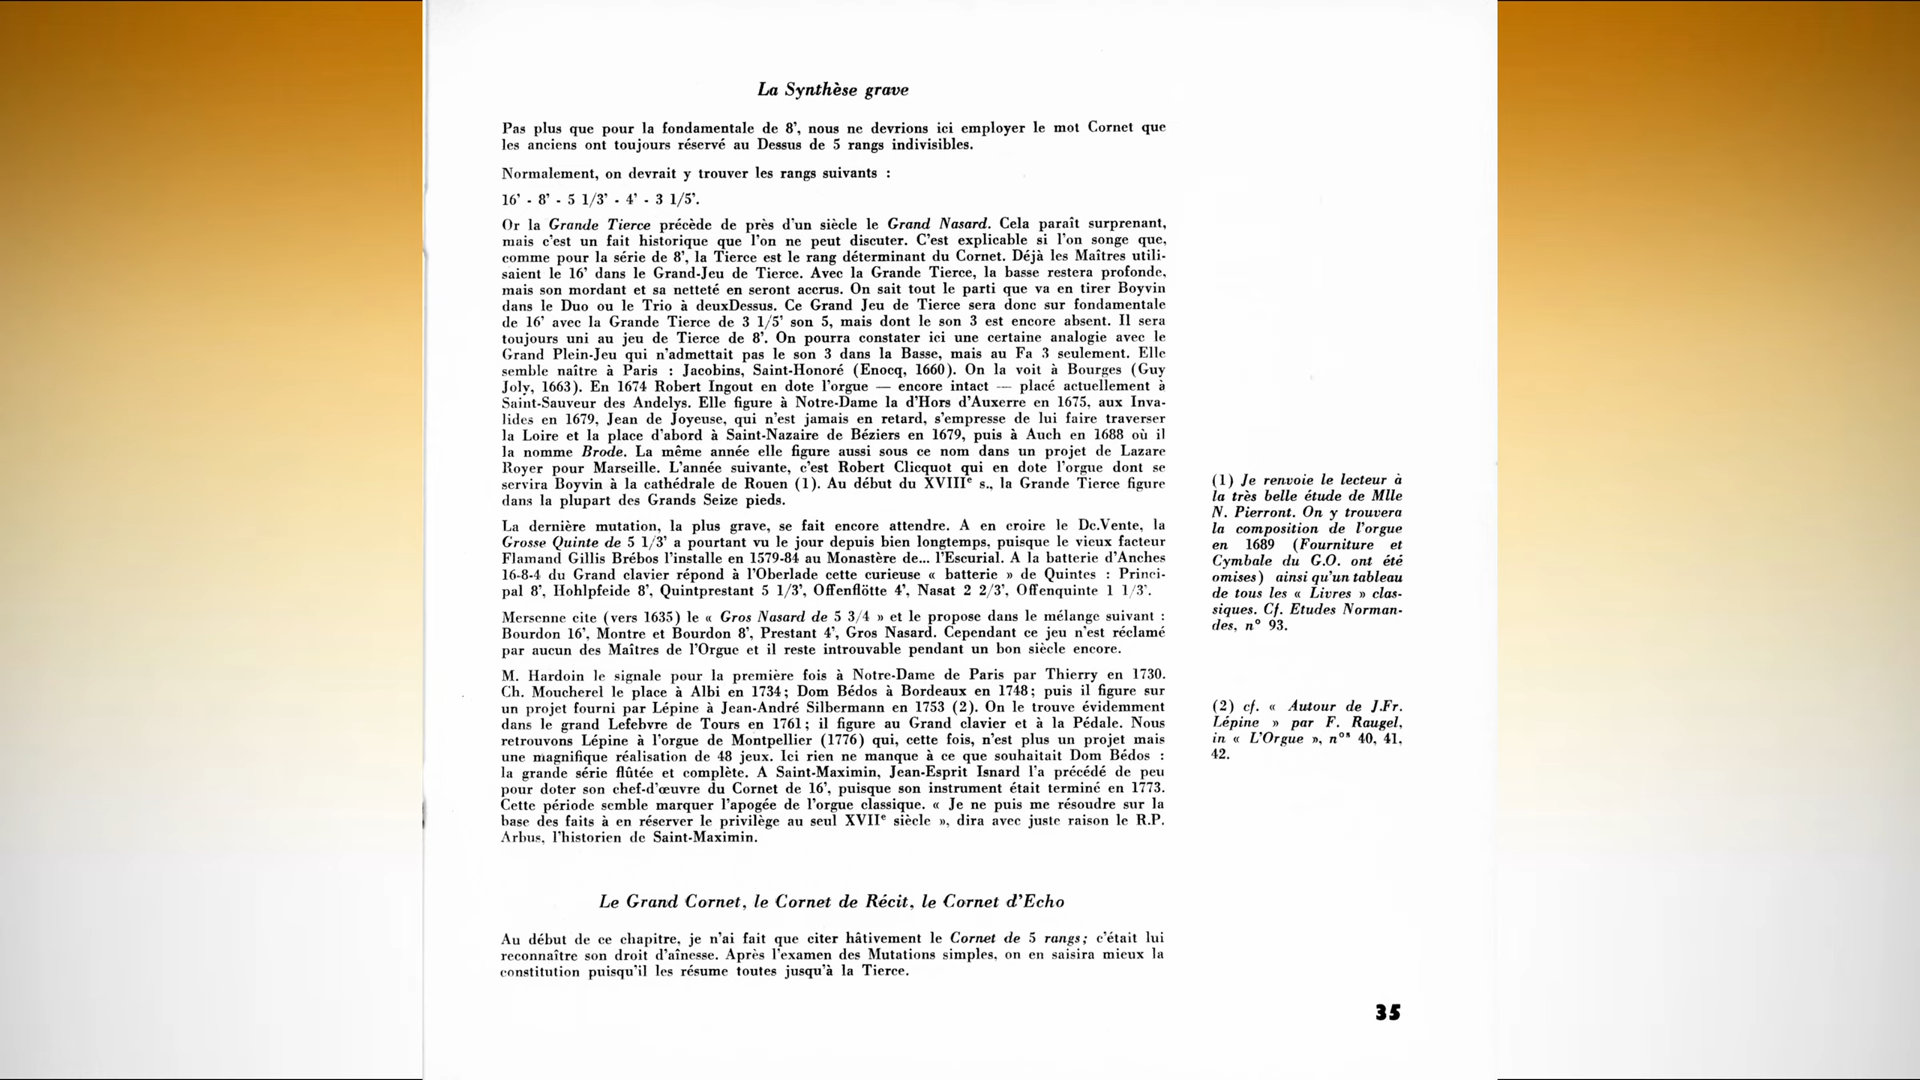 La Synthèse grave
Pas plus que pour la fondamentale de 8', nous ne devrions ici employer le mot Cornet que
les anciens ont toujours réservé au Dessus de 5 rangs indivisibles.
Normalement, on devrait y trouver les rangs suivants :
16' - 8' - 5 1/3' - 4' - 3 1/5'.
Or la Grande Tierce précède de près d'un siècle le Grand Nasard. Cela paraît surprenant,
mais c'est un fait historique que l'on ne peut discuter. C'est explicable si l'on songe que,
comme pour la série de 8', la Tierce est le rang déterminant du Cornet. Déjà les Maîtres utili-
saient le 16' dans le Grand-Jeu de Tierce. Avec la Grande Tierce, la basse restera profonde,
mais son mordant et sa netteté en seront accrus. On sait tout le parti que va en tirer Boyvin
dans le Duo ou le Trio à deuxDessus. Ce Grand Jeu de Tierce sera donc sur fondamentale
de 16' avec la Grande Tierce de 3 1/5' son 5, mais dont le son 3 est encore absent. Il sera
toujours uni au jeu de Tierce de 8'. On pourra constater ici une certaine analogie avec le
Grand Plein-Jeu qui n'admettait pas le son 3 dans la Basse, mais au Fa 3 seulement. Elle
semble naître à Paris : Jacobins, Saint-Honoré (Enocq, 1660). On la voit à Bourges (Guy
Joly, 1663). En 1674 Robert Ingout en dote l'orgue — encore intact — placé actuellement à
Saint-Sauveur des Andelys. Elle figure à Notre-Dame la d'Hors d'Auxerre en 1675, aux Inva-
lides en 1679, Jean de Joyeuse, qui n'est jamais en retard, s'empresse de lui faire traverser
la Loire et la place d'abord à Saint-Nazaire de Béziers en 1679, puis à Auch en 1688 où il
la nomme Brode. La même année elle figure aussi sous ce nom dans un projet de Lazare
Royer pour Marseille. L'année suivante, c'est Robert Clicquot qui en dote l'orgue dont se
servira Boyvin à la cathédrale de Rouen (1). Au début du XVIIIe s., la Grande Tierce figure
dans la plupart des Grands Seize pieds.
La dernière mutation, la plus grave, se fait encore attendre. A en croire le Dc.Vente, la
Grosse Quinte de 5 1/3' a pourtant vu le jour depuis bien longtemps, puisque le vieux facteur
Flamand Gillis Brébos l'installe en 1579-84 au Monastère de... l'Escurial. A la batterie d'Anches
16-8-4 du Grand clavier répond à l'Oberlade cette curieuse « batterie » de Quintes : Princi-
pal 8', Hohlpfeide 8', Quintprestant 5 1/3', Offenflötte 4', Nasat 2 2/3', Offenquinte 1 1/3'.
Mersenne cite (vers 1635) le « Gros Nasard de 5 3/4 » et le propose dans le mélange suivant :
Bourdon 16', Montre et Bourdon 8', Prestant 4', Gros Nasard. Cependant ce jeu n'est réclamé
par aucun des Maîtres de l'Orgue et il reste introuvable pendant un bon siècle encore.
M. Hardoin le signale pour la première fois à Notre-Dame de Paris par Thierry en 1730.
Ch. Moucherel le place à Albi en 1734; Dom Bédos à Bordeaux en 1748; puis il figure sur
un projet fourni par Lépine à Jean-André Silbermann en 1753 (2). On le trouve évidemment
dans le grand Lefebvre de Tours en 1761; il figure au Grand clavier et à la Pédale. Nous
retrouvons Lépine à l'orgue de Montpellier (1776) qui, cette fois, n'est plus un projet mais
une magnifique réalisation de 48 jeux. Ici rien ne manque à ce que souhaitait Dom Bédos :
la grande série flûtée et complète. A Saint-Maximin, Jean-Esprit Isnard l'a précédé de peu
pour doter son chef-d'œuvre du Cornet de 16', puisque son instrument était terminé en 1773.
Cette période semble marquer l'apogée de l'orgue classique. « Je ne puis me résoudre sur la
base des faits à en réserver le privilège au seul XVIIe siècle », dira avec juste raison le R.P.
Arbus, l'historien de Saint-Maximin.
(1) Je renvoie le lecteur à
la très belle étude de Mlle
N. Pierront. On y trouvera
la composition de l'orgue
en 1689 (Fourniture et
Cymbale du G.O. ont été
omises) ainsi qu'un tableau
de tous les « Livres » clas-
siques. Cf. Etudes Norman-
des, n° 93.
(2) cf. « Autour de J.Fr.
Lépine » par F. Raugel,
in « L'Orgue », nos 40, 41,
42.
Le Grand Cornet, le Cornet de Récit, le Cornet d'Echo
Au début de ce chapitre, je n'ai fait que citer hâtivement le Cornet de 5 rangs; c'était lui
reconnaître son droit d'aînesse. Après l'examen des Mutations simples, on en saisira mieux la
constitution puisqu'il les résume toutes jusqu'à la Tierce.
35